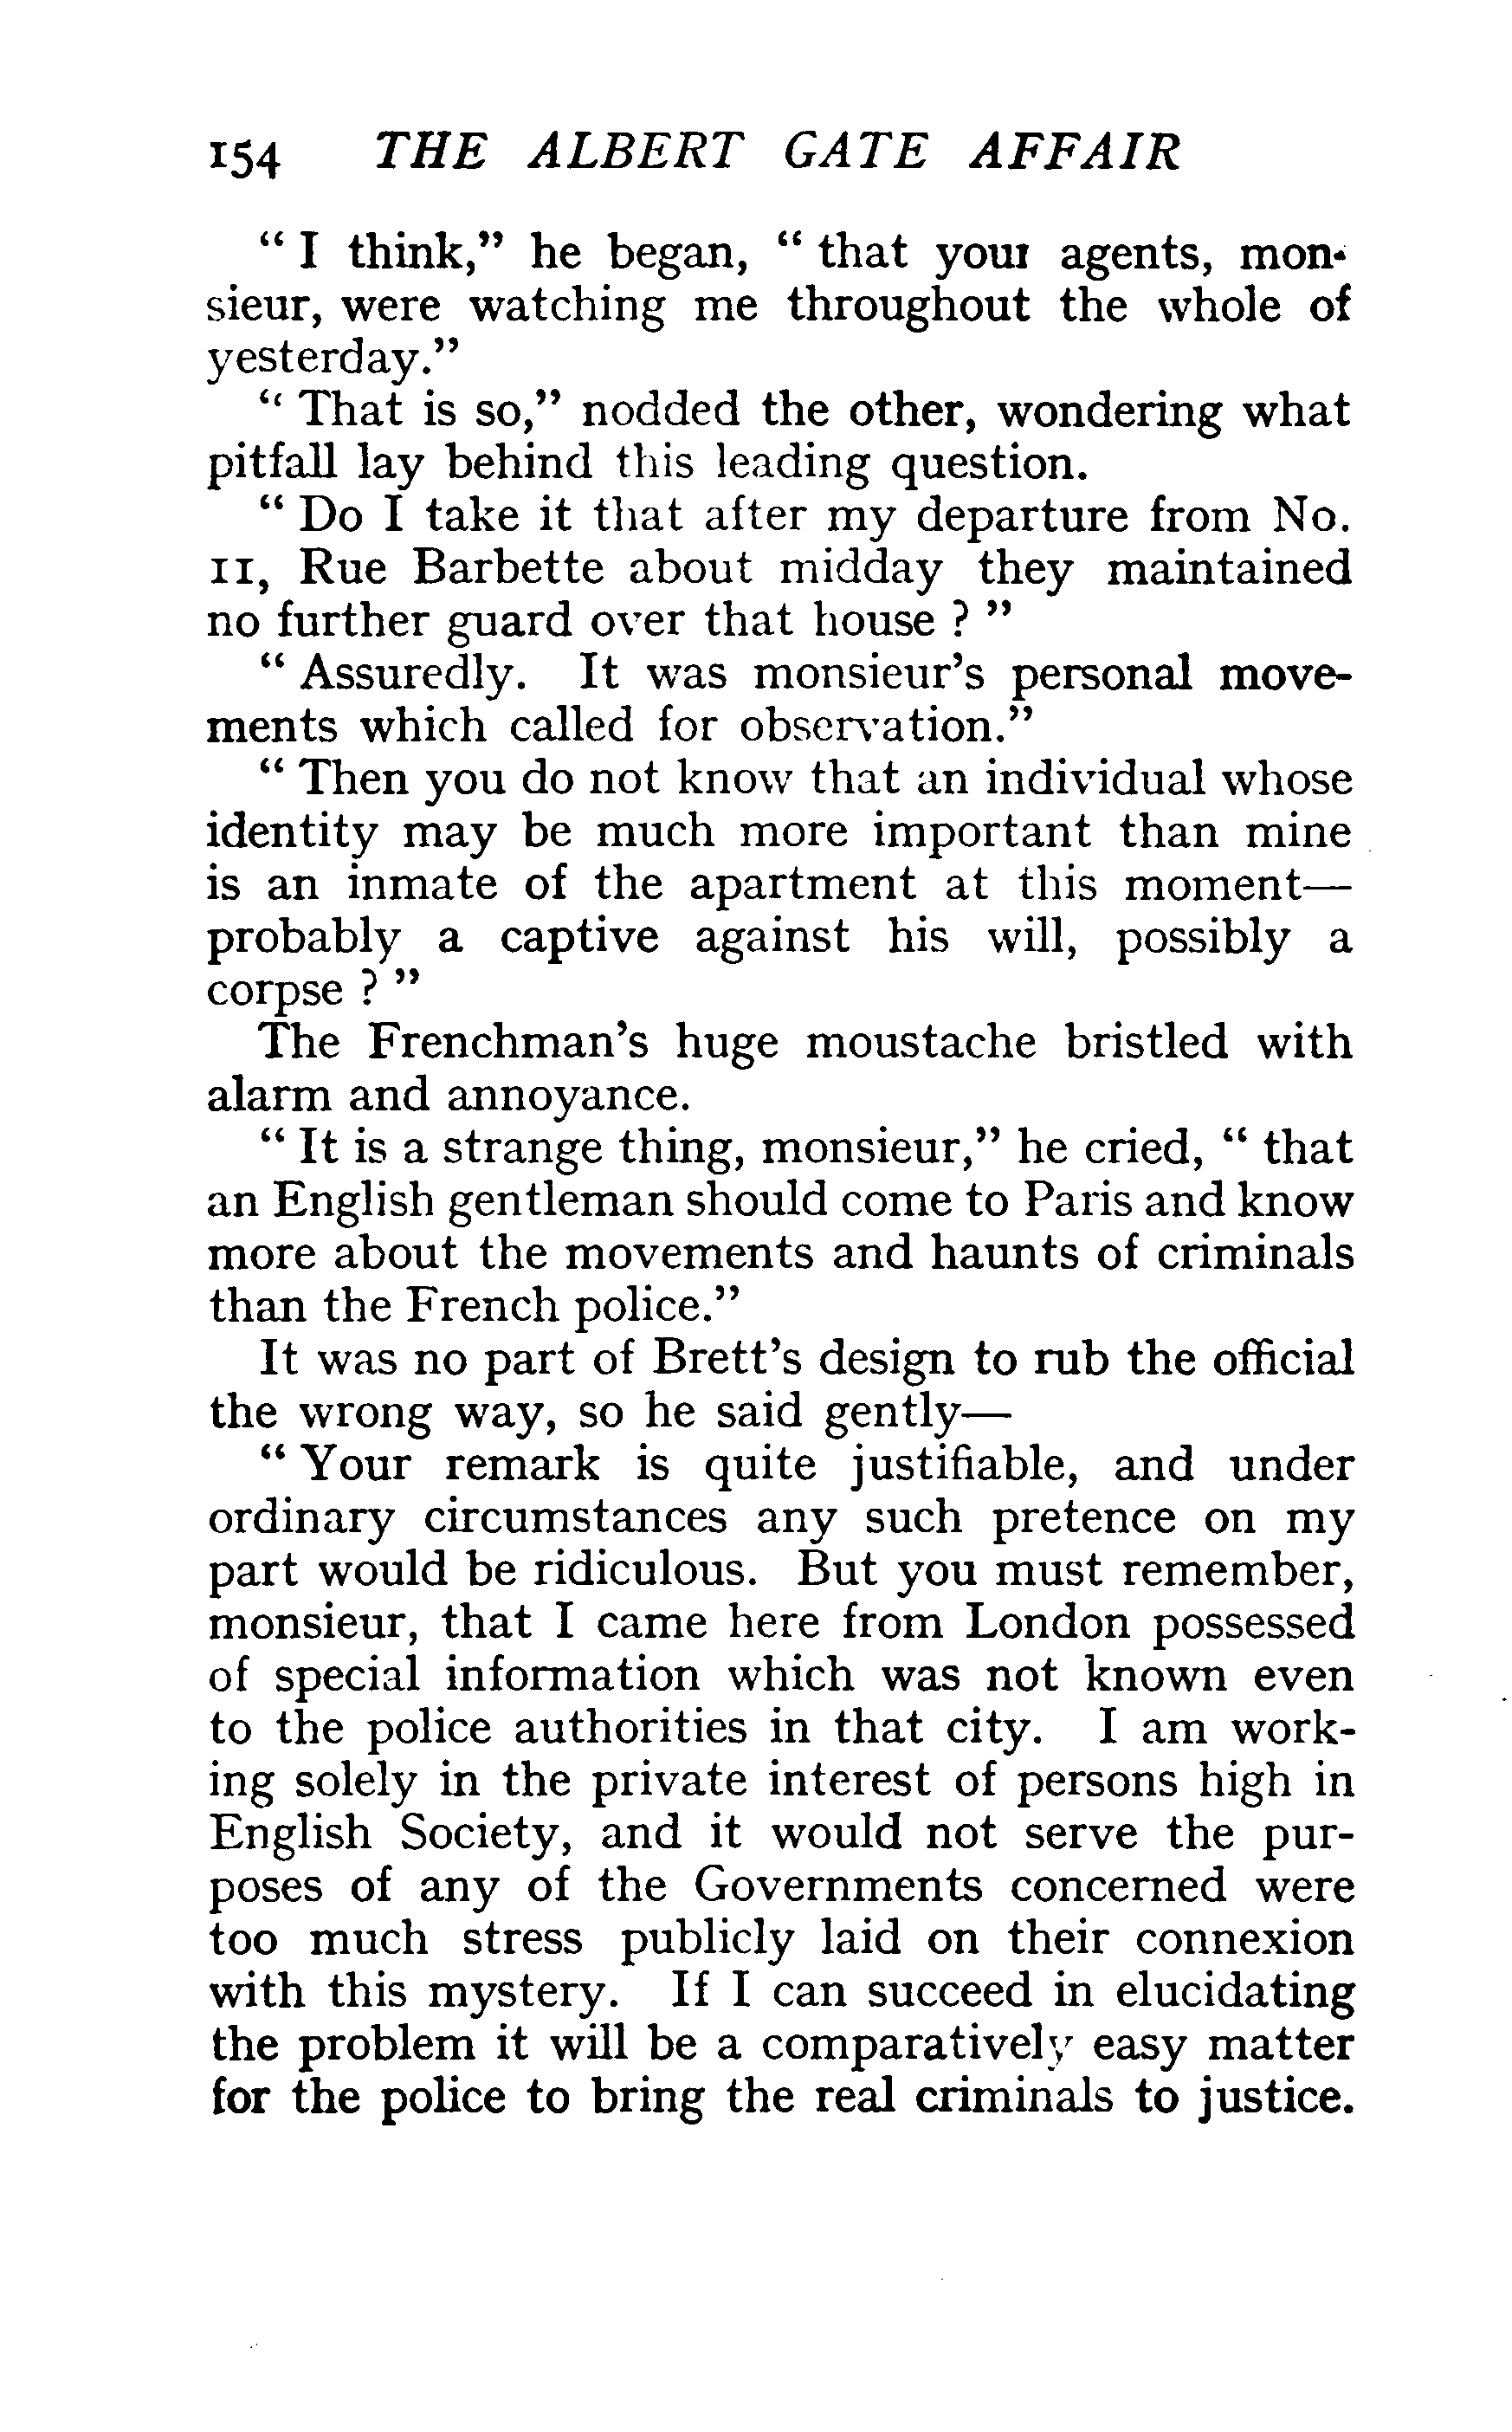 154 THE ALBERT GATE AFFAIR
“ I think,” he began, “ that your agents, mon-
sieur, were watching me throughout the whole of
yesterday.”
“ That is so,” nodded the other, wondering what
pitfall lay behind this leading question.
“ Do I take it that after my departure from No.
11, Rue Barbette about midday they maintained
no further guard over that house ? ”
“ Assuredly. It was monsieur’s personal move-
ments which called for observation.”
“ Then you do not know that an individual whose
identity may be much more important than mine
is an inmate of the apartment at this moment—
probably a captive against his will, possibly a
corpse ? ”
The Frenchman’s huge moustache bristled with
alarm and annoyance.
“ It is a strange thing, monsieur,” he cried, “ that
an English gentleman should come to Paris and know
more about the movements and haunts of criminals
than the French police.”
It was no part of Brett’s design to rub the official
the wrong way, so he said gently—
“ Your remark is quite justifiable, and under
ordinary circumstances any such pretence on my
part would be ridiculous. But you must remember,
monsieur, that I came here from London possessed
of special information which was not known even
to the police authorities in that city. I am work-
ing solely in the private interest of persons high in
English Society, and it would not serve the pur-
poses of any of the Governments concerned were
too much stress publicly laid on their connexion
with this mystery. If I can succeed in elucidating
the problem it will be a comparatively easy matter
for the police to bring the real criminals to justice.